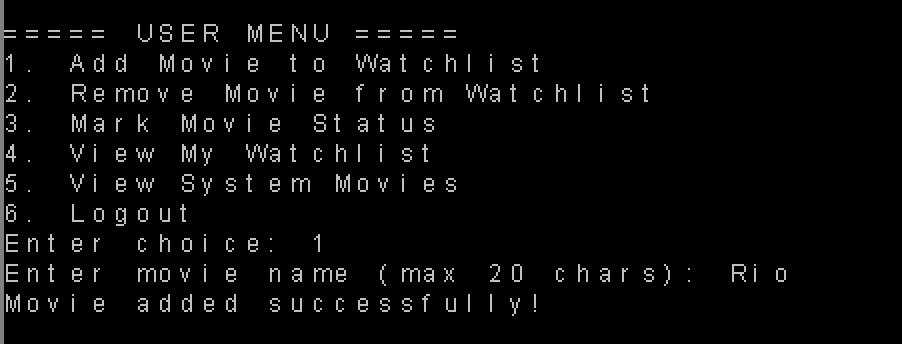 ===== USER MENU =====
1. Add Movie to Watchlist
2. Remove Movie from Watchlist
3. Mark Movie Status
4. View My Watchlist
5. View System Movies
6. Logout
Enter choice: 1
Enter movie name (max 20 chars): Rio
Movie added successfully!